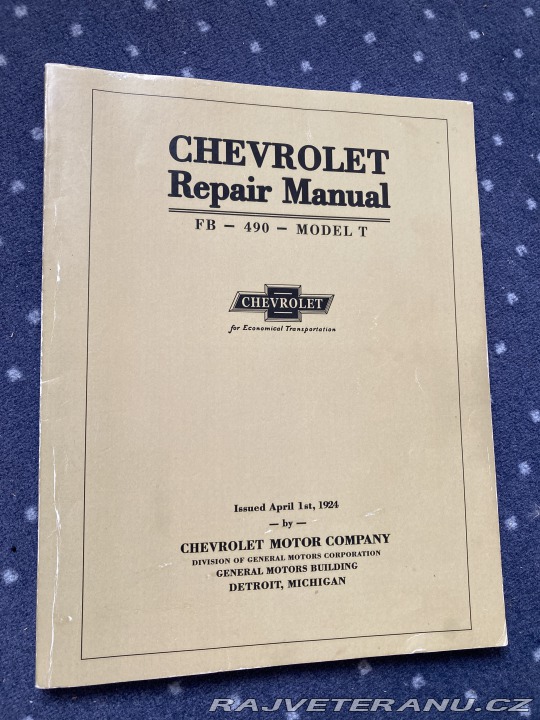 CHEVROLET
Repair Manual
FB – 490 – MODEL T
CHEVROLET
for Economical Transportation
Issued April 1st, 1924
— by —
CHEVROLET MOTOR COMPANY
DIVISION OF GENERAL MOTORS CORPORATION
GENERAL MOTORS BUILDING
DETROIT, MICHIGAN
RAJVETERANU.CZ